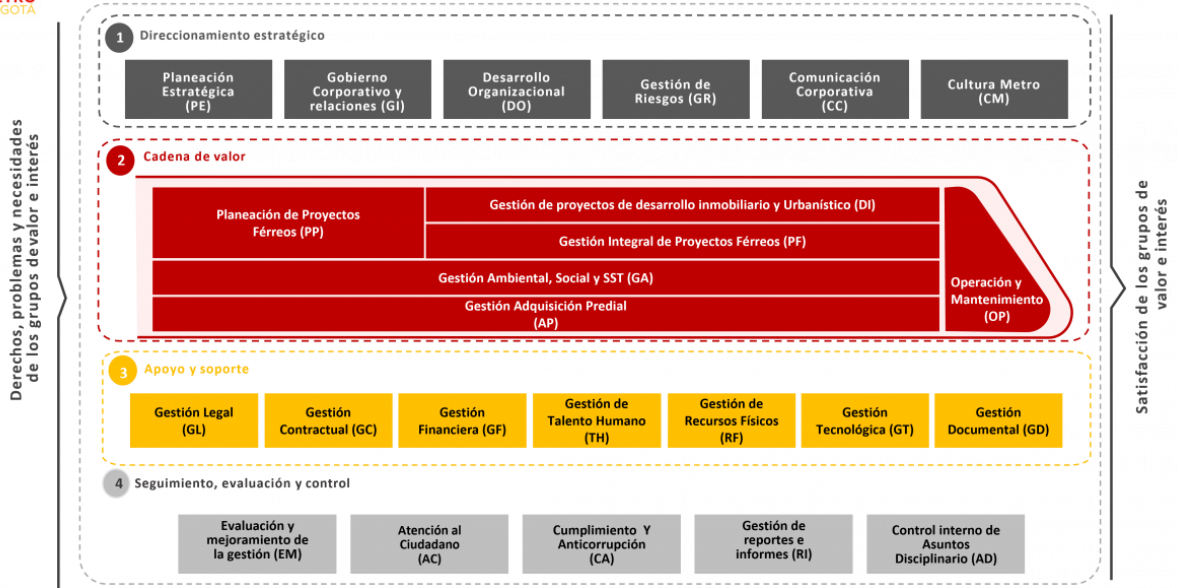 BOGOTÁ
Derechos, problemas y necesidades
de los grupos devalor e interés
1 Direccionamiento estratégico
Planeación
Estratégica
(PE)
Gobierno
Corporativo y
relaciones (GI)
Desarrollo
Organizacional
(DO)
Gestión de
Riesgos (GR)
Comunicación
Corporativa
(CC)
Cultura Metro
(CM)
2 Cadena de valor
Planeación de Proyectos
Férreos (PP)
Gestión de proyectos de desarrollo inmobiliario y Urbanístico (DI)
Gestión Integral de Proyectos Férreos (PF)
Gestión Ambiental, Social y SST (GA)
Gestión Adquisición Predial
(AP)
Operación y
Mantenimiento
(OP)
3 Apoyo y soporte
Gestión Legal
(GL)
Gestión
Contractual (GC)
Gestión
Financiera (GF)
Gestión de
Talento Humano
(TH)
Gestión de
Recursos Físicos
(RF)
Gestión
Tecnológica (GT)
Gestión
Documental (GD)
4 Seguimiento, evaluación y control
Evaluación y
mejoramiento de
la gestión (EM)
Atención al
Ciudadano
(AC)
Cumplimiento Y
Anticorrupción
(CA)
Gestión de
reportes e
informes (RI)
Control interno de
Asuntos
Disciplinario (AD)
Satisfacción de los grupos de
valor e interés